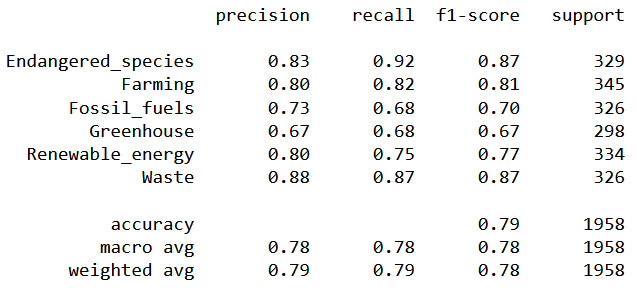 precision recall f1-score support
Endangered_species 0.83 0.92 0.87 329
Farming 0.80 0.82 0.81 345
Fossil_fuels 0.73 0.68 0.70 326
Greenhouse 0.67 0.68 0.67 298
Renewable_energy 0.80 0.75 0.77 334
Waste 0.88 0.87 0.87 326
accuracy 0.79 1958
macro avg 0.78 0.78 0.78 1958
weighted avg 0.79 0.79 0.78 1958